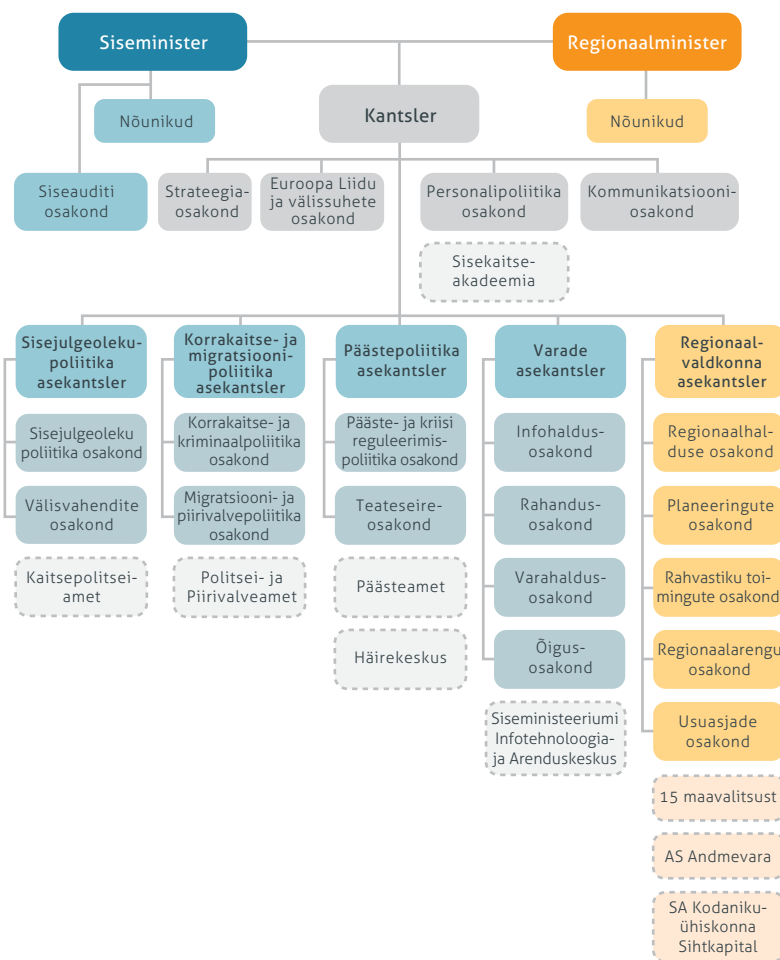 Siseminister
Regionaalminister
Nõunikud
Kantsler
Nõunikud
Siseauditi
osakond
Strateegia-
osakond
Euroopa Liidu
ja välissuhete
osakond
Personalipoliitika
osakond
Kommunikatsiooni-
osakond
Sisekaitse-
akadeemia
Sisejulgeoleku-
poliitika
asekantsler
Sisejulgeoleku
poliitika osakond
Välisvahendite
osakond
Kaitsepolitsei-
amet
Korrakaitse- ja
migratsiooni-
poliitika
asekantsler
Korrakaitse- ja
kriminaalpoliitika
osakond
Migratsiooni- ja
piirivalvepoliitika
osakond
Politsei- ja
Piirivalveamet
Päästepoliitika
asekantsler
Pääste- ja kriisi
reguleerimis-
poliitika osakond
Teateseire-
osakond
Päästeamet
Häirekeskus
Varade
asekantsler
Infohaldus-
osakond
Rahandus-
osakond
Varahaldus-
osakond
Õigus-
osakond
Siseministeeriumi
Infotehnoloogia-
ja Arenduskeskus
Regionaal-
valdkonna
asekantsler
Regionaalhal-
duse osakond
Planeeringute
osakond
Rahvastiku toi-
mingute osakond
Regionaalarengu
osakond
Usuasjade
osakond
15 maavalitsust
AS Andmevara
SA Kodaniku-
ühiskonna
Sihtkapital